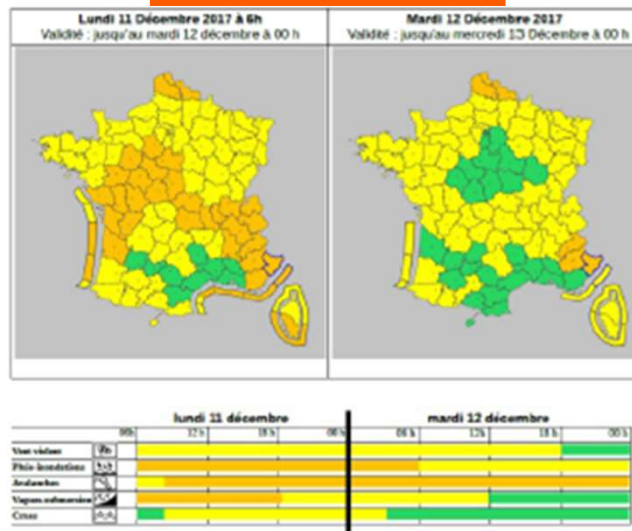 Lundi 11 Décembre 2017 à 6h
Validité : jusqu'au mardi 12 décembre à 00 h
Mardi 12 Décembre 2017
Validité : jusqu'au mercredi 13 Décembre à 00 h
lundi 11 décembre
mardi 12 décembre
12 h
18 h
00 h
06 h
12h
18 h
00 h
Vent violent
Pluie-inondations
Avalanches
Vagues-submersion
Crues